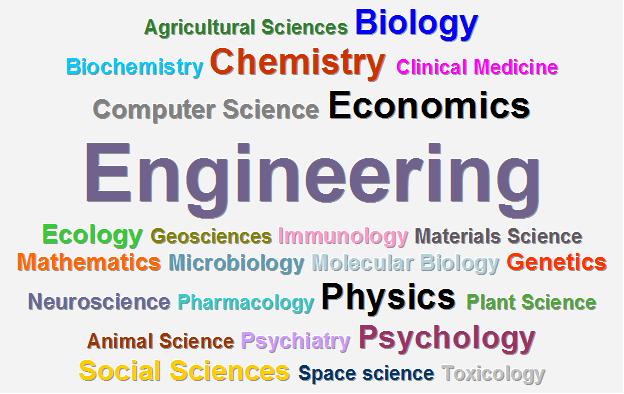 Agricultural Sciences Biology
Biochemistry Chemistry Clinical Medicine
Computer Science Economics
Engineering
Ecology Geosciences Immunology Materials Science
Mathematics Microbiology Molecular Biology Genetics
Neuroscience Pharmacology Physics Plant Science
Animal Science Psychiatry Psychology
Social Sciences Space science Toxicology